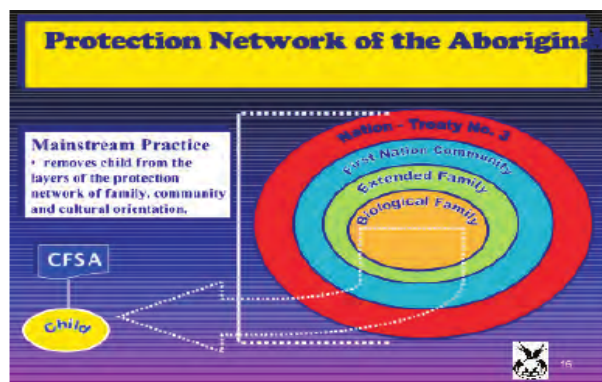 Protection Network of the Aborigina
Mainstream Practice
• removes child from the
layers of the protection
network of family, community
and cultural orientation.
Nation - Treaty No. 3
First Nation Community
Extended Family
Biological Family
CFSA
Child
16